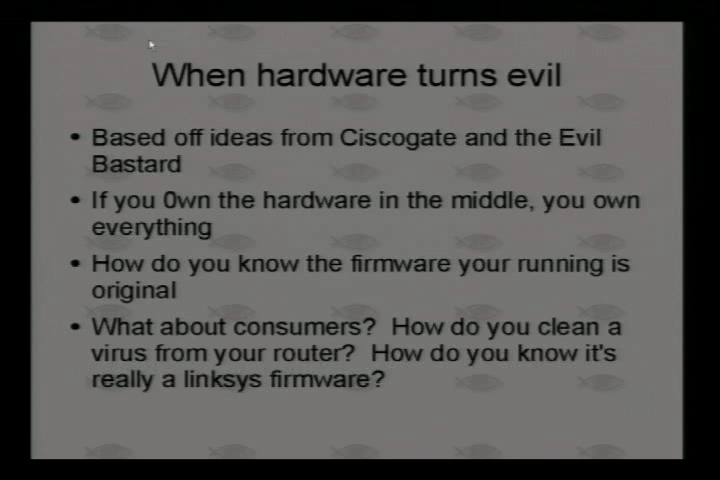 When hardware turns evil
• Based off ideas from Ciscogate and the Evil
Bastard
• If you 0wn the hardware in the middle, you own
everything
• How do you know the firmware your running is
original
• What about consumers?  How do you clean a
virus from your router?  How do you know it's
really a linksys firmware?